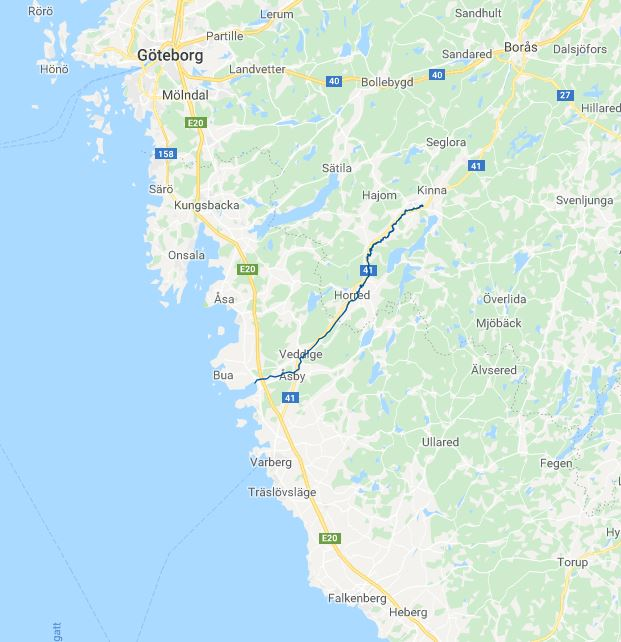 Rörö
Sandhult
Lerum
Partille
Göteborg
Borås
Sandared
Dalsjöfors
Hönö
Landvetter
40
40
Bollebygd
Mölndal
27
Hillared
E20
Seglora
158
41
Sätila
Särö
Kinna
Hajom
Kungsbacka
Svenljunga
Onsala
E20
41
Åsa
Horred
Överlida
Mjöbäck
Veddige
Bua
Åsby
Älvsered
41
Ullared
Varberg
Fegen
Träslövsläge
Hy
E20
Torup
Falkenberg
Heberg
gatt